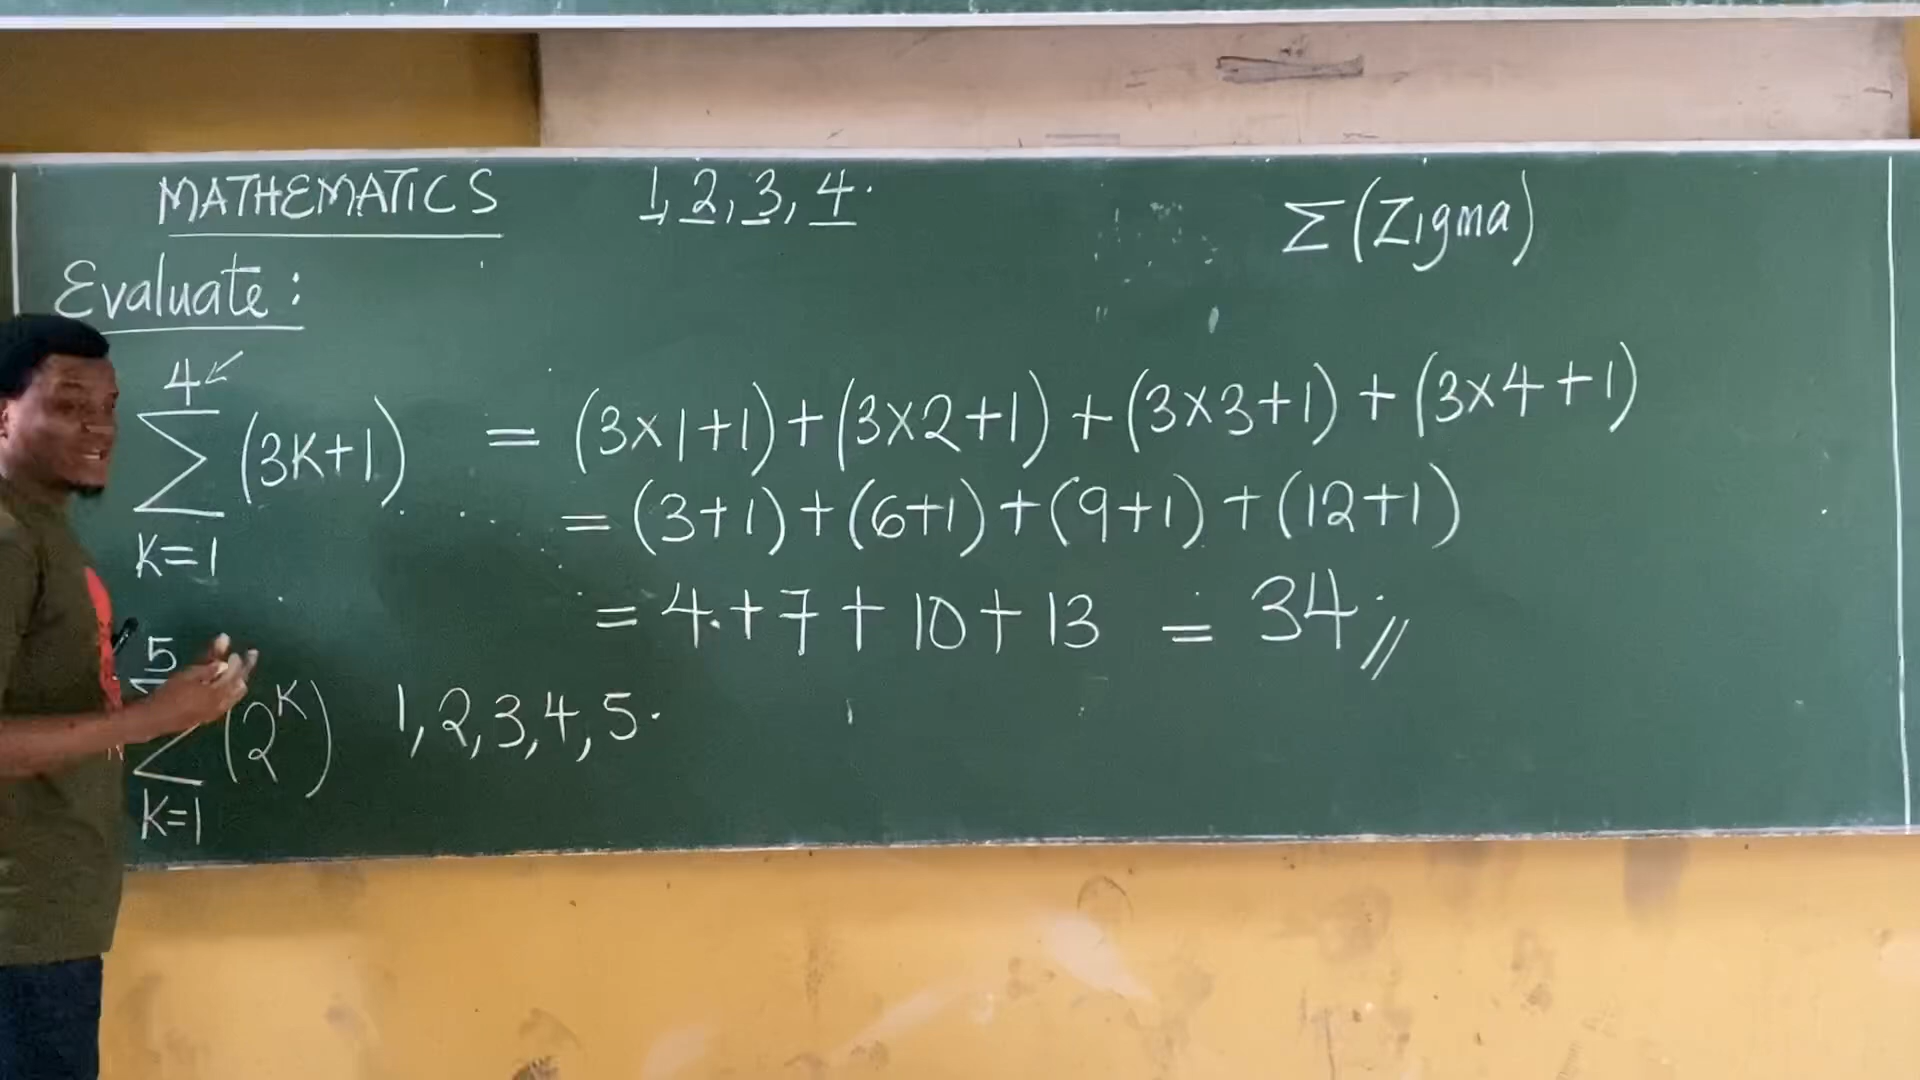 MATHEMATICS 1, 2, 3, 4. Σ (Zigma)
Evaluate:
4
∑ (3K+1) = (3×1+1)+(3×2+1)+(3×3+1)+(3×4+1)
K=1
= (3+1)+(6+1)+(9+1)+(12+1)
= 4+7+10+13 = 34 //
5
∑ (2^K) 1, 2, 3, 4, 5.
K=1